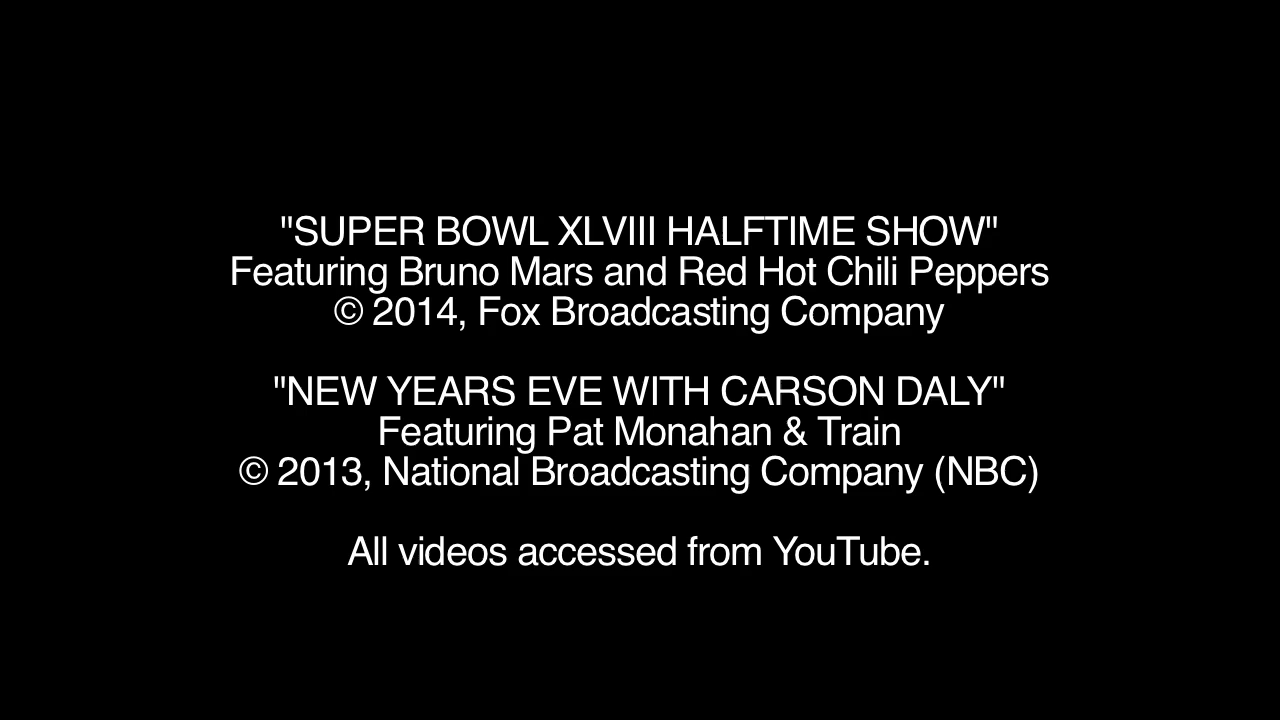 "SUPER BOWL XLVIII HALFTIME SHOW"
Featuring Bruno Mars and Red Hot Chili Peppers
© 2014, Fox Broadcasting Company
"NEW YEARS EVE WITH CARSON DALY"
Featuring Pat Monahan & Train
© 2013, National Broadcasting Company (NBC)
All videos accessed from YouTube.